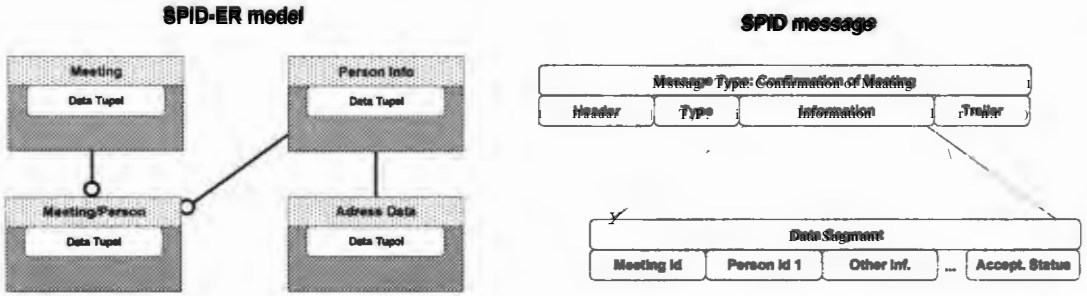 SPID-ER model
Meeting
Data Tupel
Person Info
Data Tupel
Meeting/Person
Data Tupel
Adress Data
Data Tupol
SPID message
Message Type: Confirmation of Maating
Header Type Information Trailer
Data Sagmant
Meeting Id Person Id 1 Other Inf. ... Accept. Status